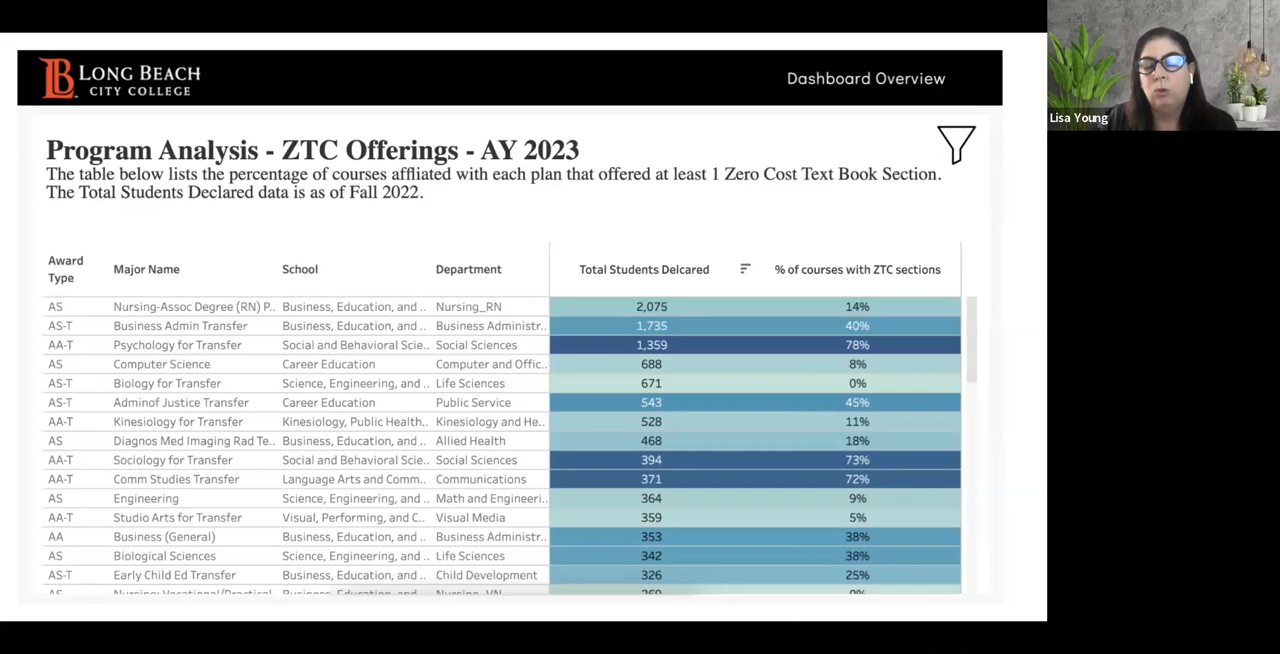 LONG BEACH
CITY COLLEGE
Dashboard Overview
Lisa Young
Program Analysis - ZTC Offerings - AY 2023
The table below lists the percentage of courses affliated with each plan that offered at least 1 Zero Cost Text Book Section.
The Total Students Declared data is as of Fall 2022.
Award Type Major Name School Department Total Students Delcared % of courses with ZTC sections
AS Nursing-Assoc Degree (RN) P.. Business, Education, and .. Nursing_RN 2,075 14%
AS-T Business Admin Transfer Business, Education, and .. Business Administr.. 1,735 40%
AA-T Psychology for Transfer Social and Behavioral Scie.. Social Sciences 1,359 78%
AS Computer Science Career Education Computer and Offic.. 688 8%
AS-T Biology for Transfer Science, Engineering, and .. Life Sciences 671 0%
AS-T Adminof Justice Transfer Career Education Public Service 543 45%
AA-T Kinesiology for Transfer Kinesiology, Public Health.. Kinesiology and He.. 528 11%
AS Diagnos Med Imaging Rad Te.. Business, Education, and .. Allied Health 468 18%
AA-T Sociology for Transfer Social and Behavioral Scie.. Social Sciences 394 73%
AA-T Comm Studies Transfer Language Arts and Comm.. Communications 371 72%
AS Engineering Science, Engineering, and .. Math and Engineeri.. 364 9%
AA-T Studio Arts for Transfer Visual, Performing, and C.. Visual Media 359 5%
AA Business (General) Business, Education, and .. Business Administr.. 353 38%
AS Biological Sciences Science, Engineering, and .. Life Sciences 342 38%
AS-T Early Child Ed Transfer Business, Education, and .. Child Development 326 25%